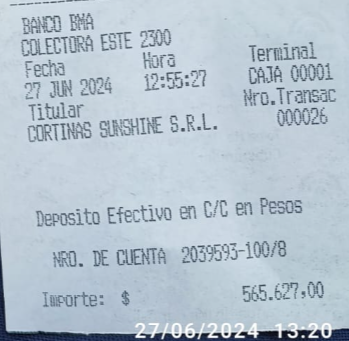 BANCO BMA
COLECTORA ESTE 2300
Fecha Hora Terminal
27 JUN 2024 12:55:27 CAJA 00001
Titular Nro.Transac
CORTINAS SUNSHINE S.R.L. 000026
Deposito Efectivo en C/C en Pesos
NRO. DE CUENTA 2039593-100/8
Importe: $ 565.627,00
27/06/2024 13:20